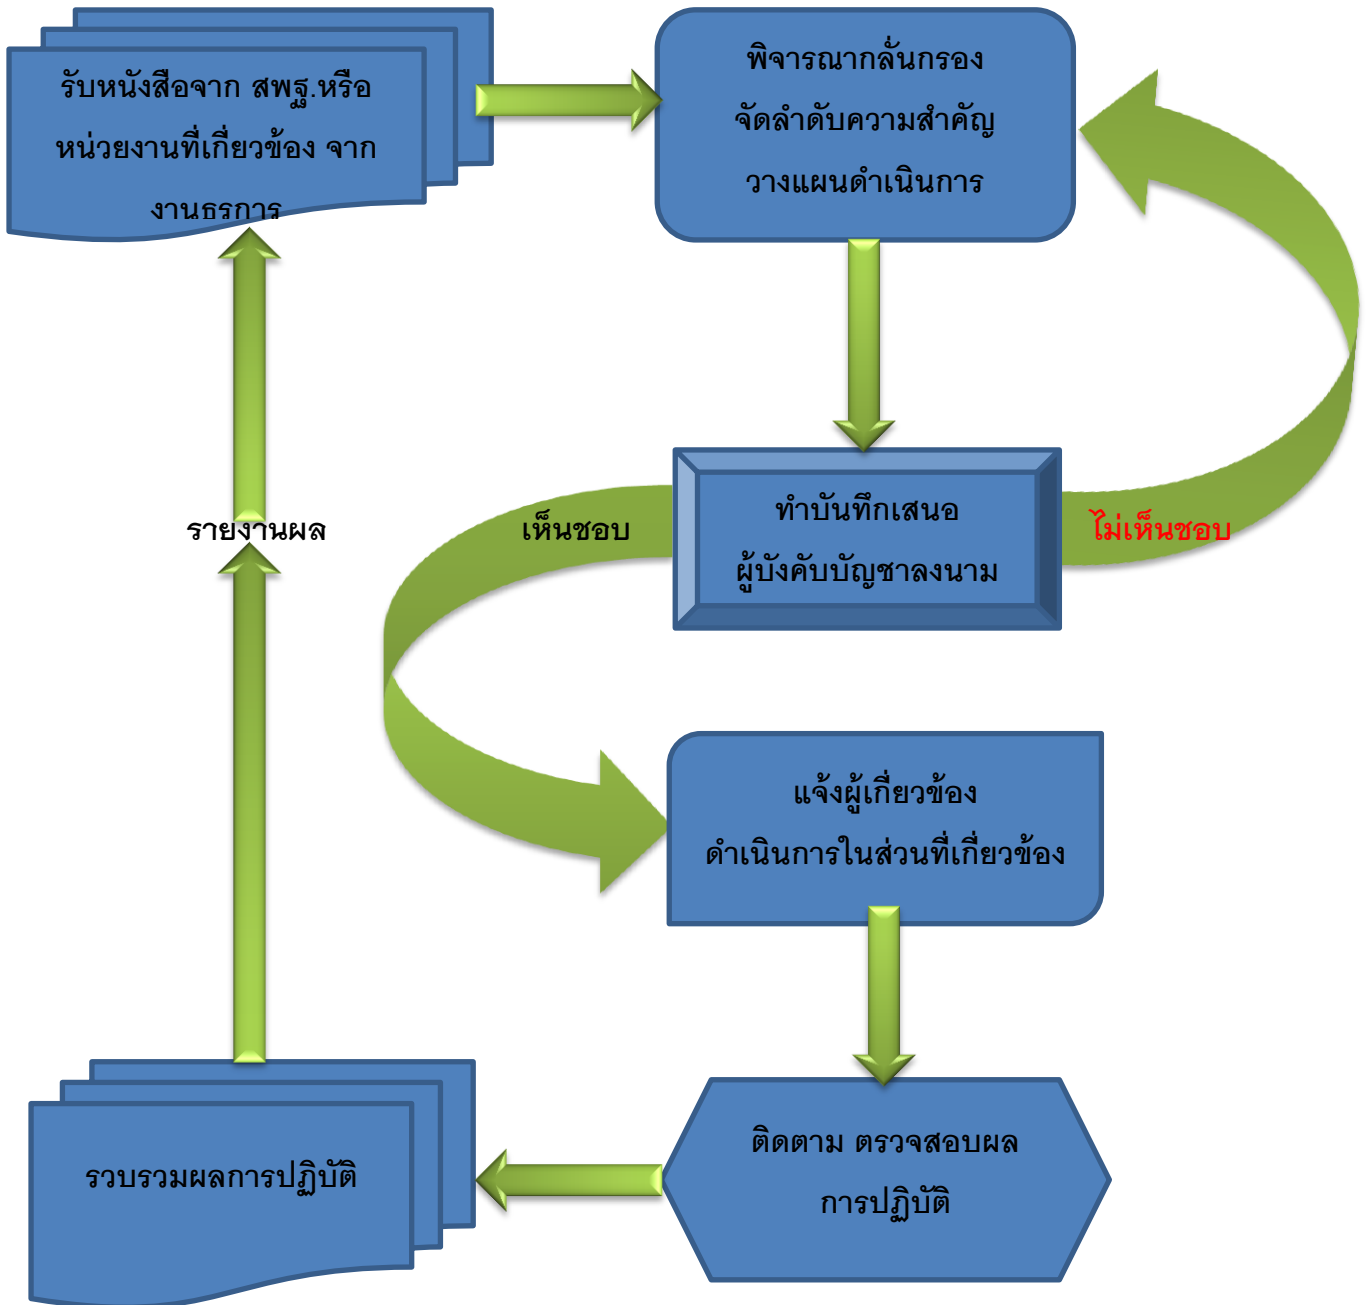 รับหนังสือจาก สพฐ.หรือ
หน่วยงานที่เกี่ยวข้อง จาก
งานธุรการ
พิจารณากลั่นกรอง
จัดลำดับความสำคัญ
วางแผนดำเนินการ
ทำบันทึกเสนอ
ผู้บังคับบัญชาลงนาม
ไม่เห็นชอบ
เห็นชอบ
รายงานผล
แจ้งผู้เกี่ยวข้อง
ดำเนินการในส่วนที่เกี่ยวข้อง
ติดตาม ตรวจสอบผล
การปฏิบัติ
รวบรวมผลการปฏิบัติ